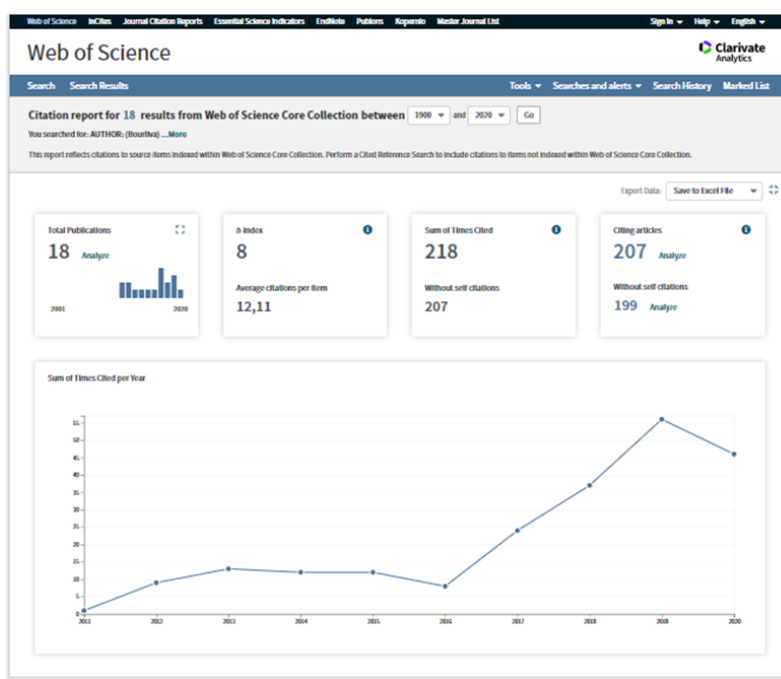 Web of Science InCites Journal Citation Reports Essential Science Indicators EndNote Publons Kopernio Master Journal List Sign In Help English
Web of Science
Clarivate
Analytics
Search Search Results Tools Searches and alerts Search History Marked List
Citation report for 18 results from Web of Science Core Collection between 1900 and 2020 Go
You searched for: AUTHOR: (Bourliva) ...More
This report reflects citations to source items indexed within Web of Science Core Collection. Perform a Cited Reference Search to include citations to items not indexed within Web of Science Core Collection.
Export Data: Save to Excel File
Total Publications
18 Analyze
2001 2020
h-index
8
Average citations per item
12,11
Sum of Times Cited
218
Without self citations
207
Citing articles
207 Analyze
Without self citations
199 Analyze
Sum of Times Cited per Year
55
50
45
40
35
30
25
20
15
10
5
0
2011 2012 2013 2014 2015 2016 2017 2018 2019 2020